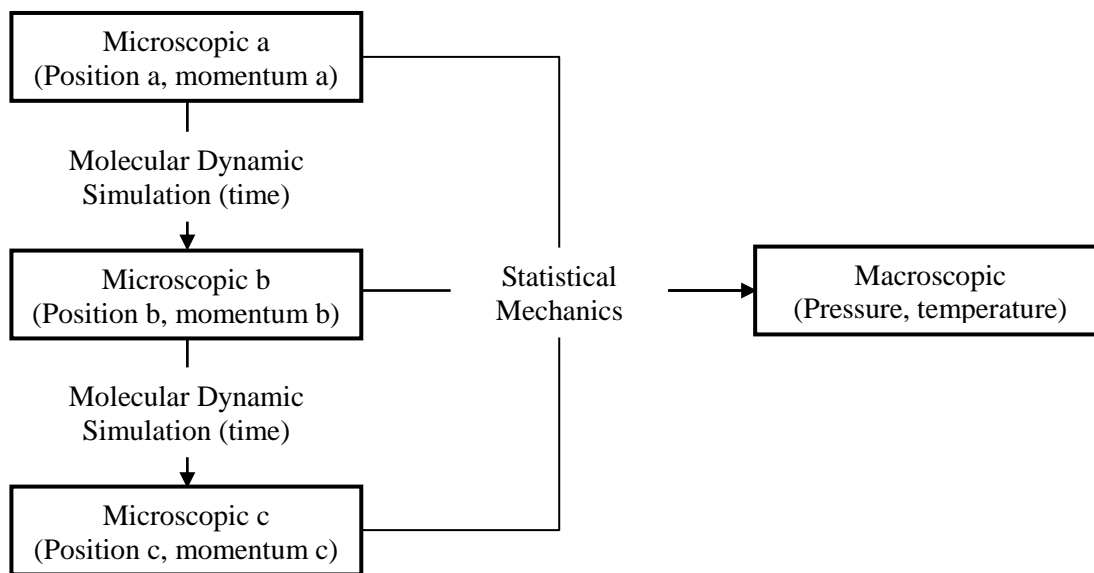 Microscopic a
(Position a, momentum a)
Molecular Dynamic
Simulation (time)
Microscopic b
(Position b, momentum b)
Statistical
Mechanics
Macroscopic
(Pressure, temperature)
Molecular Dynamic
Simulation (time)
Microscopic c
(Position c, momentum c)